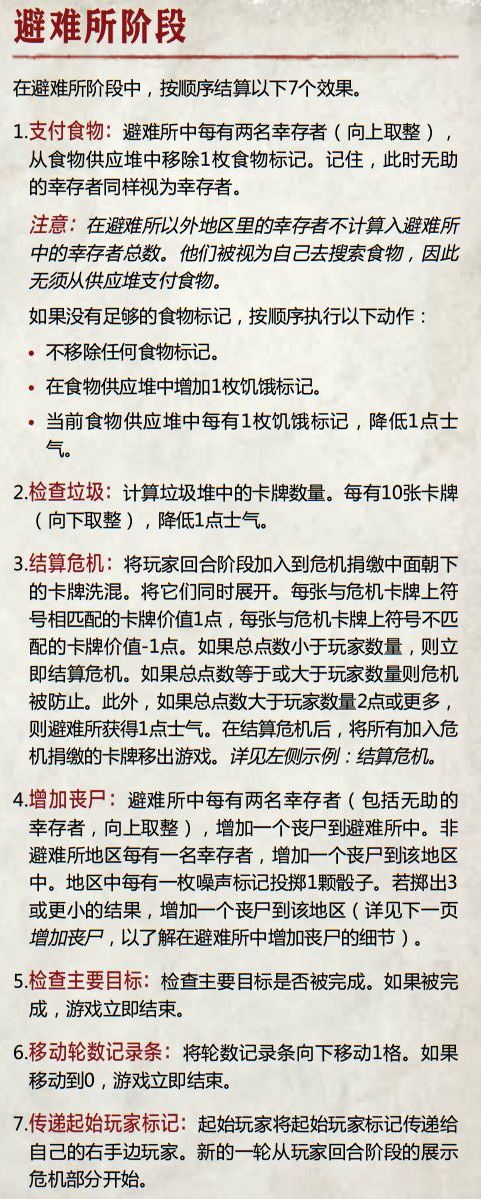 避难所阶段
在避难所阶段中，按顺序结算以下7个效果。
1.支付食物：避难所中每有两名幸存者（向上取整），
从食物供应堆中移除1枚食物标记。记住，此时无助
的幸存者同样视为幸存者。
注意：在避难所以外地区里的幸存者不计算入避难所
中的幸存者总数。他们被视为自己去搜索食物，因此
无须从供应堆支付食物。
如果没有足够的食物标记，按顺序执行以下动作：
• 不移除任何食物标记。
• 在食物供应堆中增加1枚饥饿标记。
• 当前食物供应堆中每有1枚饥饿标记，降低1点士
气。
2.检查垃圾：计算垃圾堆中的卡牌数量。每有10张卡牌
（向下取整），降低1点士气。
3.结算危机：将玩家回合阶段加入到危机捐缴中面朝下
的卡牌洗混。将它们同时展开。每张与危机卡牌上符
号相匹配的卡牌价值1点，每张与危机卡牌上符号不匹
配的卡牌价值-1点。如果总点数小于玩家数量，则立
即结算危机。如果总点数等于或大于玩家数量则危机
被防止。此外，如果总点数大于玩家数量2点或更多，
则避难所获得1点士气。在结算危机后，将所有加入危
机捐缴的卡牌移出游戏。详见左侧示例：结算危机。
4.增加丧尸：避难所中每有两名幸存者（包括无助的
幸存者，向上取整），增加一个丧尸到避难所中。非
避难所地区每有一名幸存者，增加一个丧尸到该地区
中。地区中每有一枚噪声标记投掷1颗骰子。若掷出3
或更小的结果，增加一个丧尸到该地区（详见下一页
增加丧尸，以了解在避难所中增加丧尸的细节）。
5.检查主要目标：检查主要目标是否被完成。如果被完
成，游戏立即结束。
6.移动轮数记录条：将轮数记录条向下移动1格。如果
移动到0，游戏立即结束。
7.传递起始玩家标记：起始玩家将起始玩家标记传递给
自己的右手边玩家。新的一轮从玩家回合阶段的展示
危机部分开始。